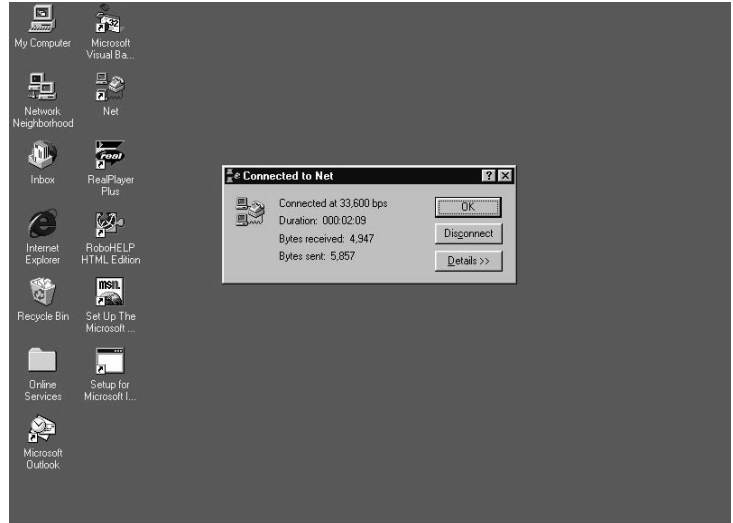 My Computer
Microsoft
Visual Ba...
Network
Neighborhood
Net
Inbox
real
RealPlayer
Plus
Internet
Explorer
RoboHELP
HTML Edition
Recycle Bin
msn.
Set Up The
Microsoft ...
Online
Services
Setup for
Microsoft I...
Microsoft
Outlook
Connected to Net
Connected at 33,600 bps
Duration: 000:02:09
Bytes received: 4,947
Bytes sent: 5,857
OK
Disconnect
Details >>